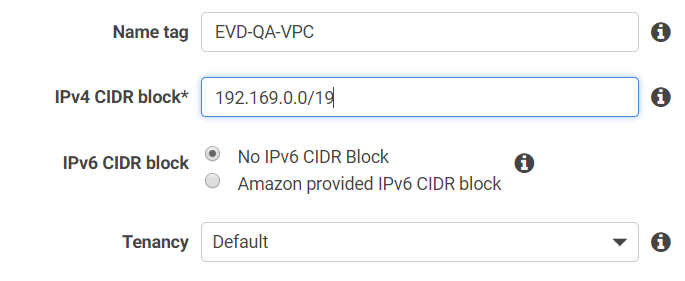 Name tag EVD-QA-VPC
IPv4 CIDR block* 192.169.0.0/19
IPv6 CIDR block No IPv6 CIDR Block
Amazon provided IPv6 CIDR block
Tenancy Default